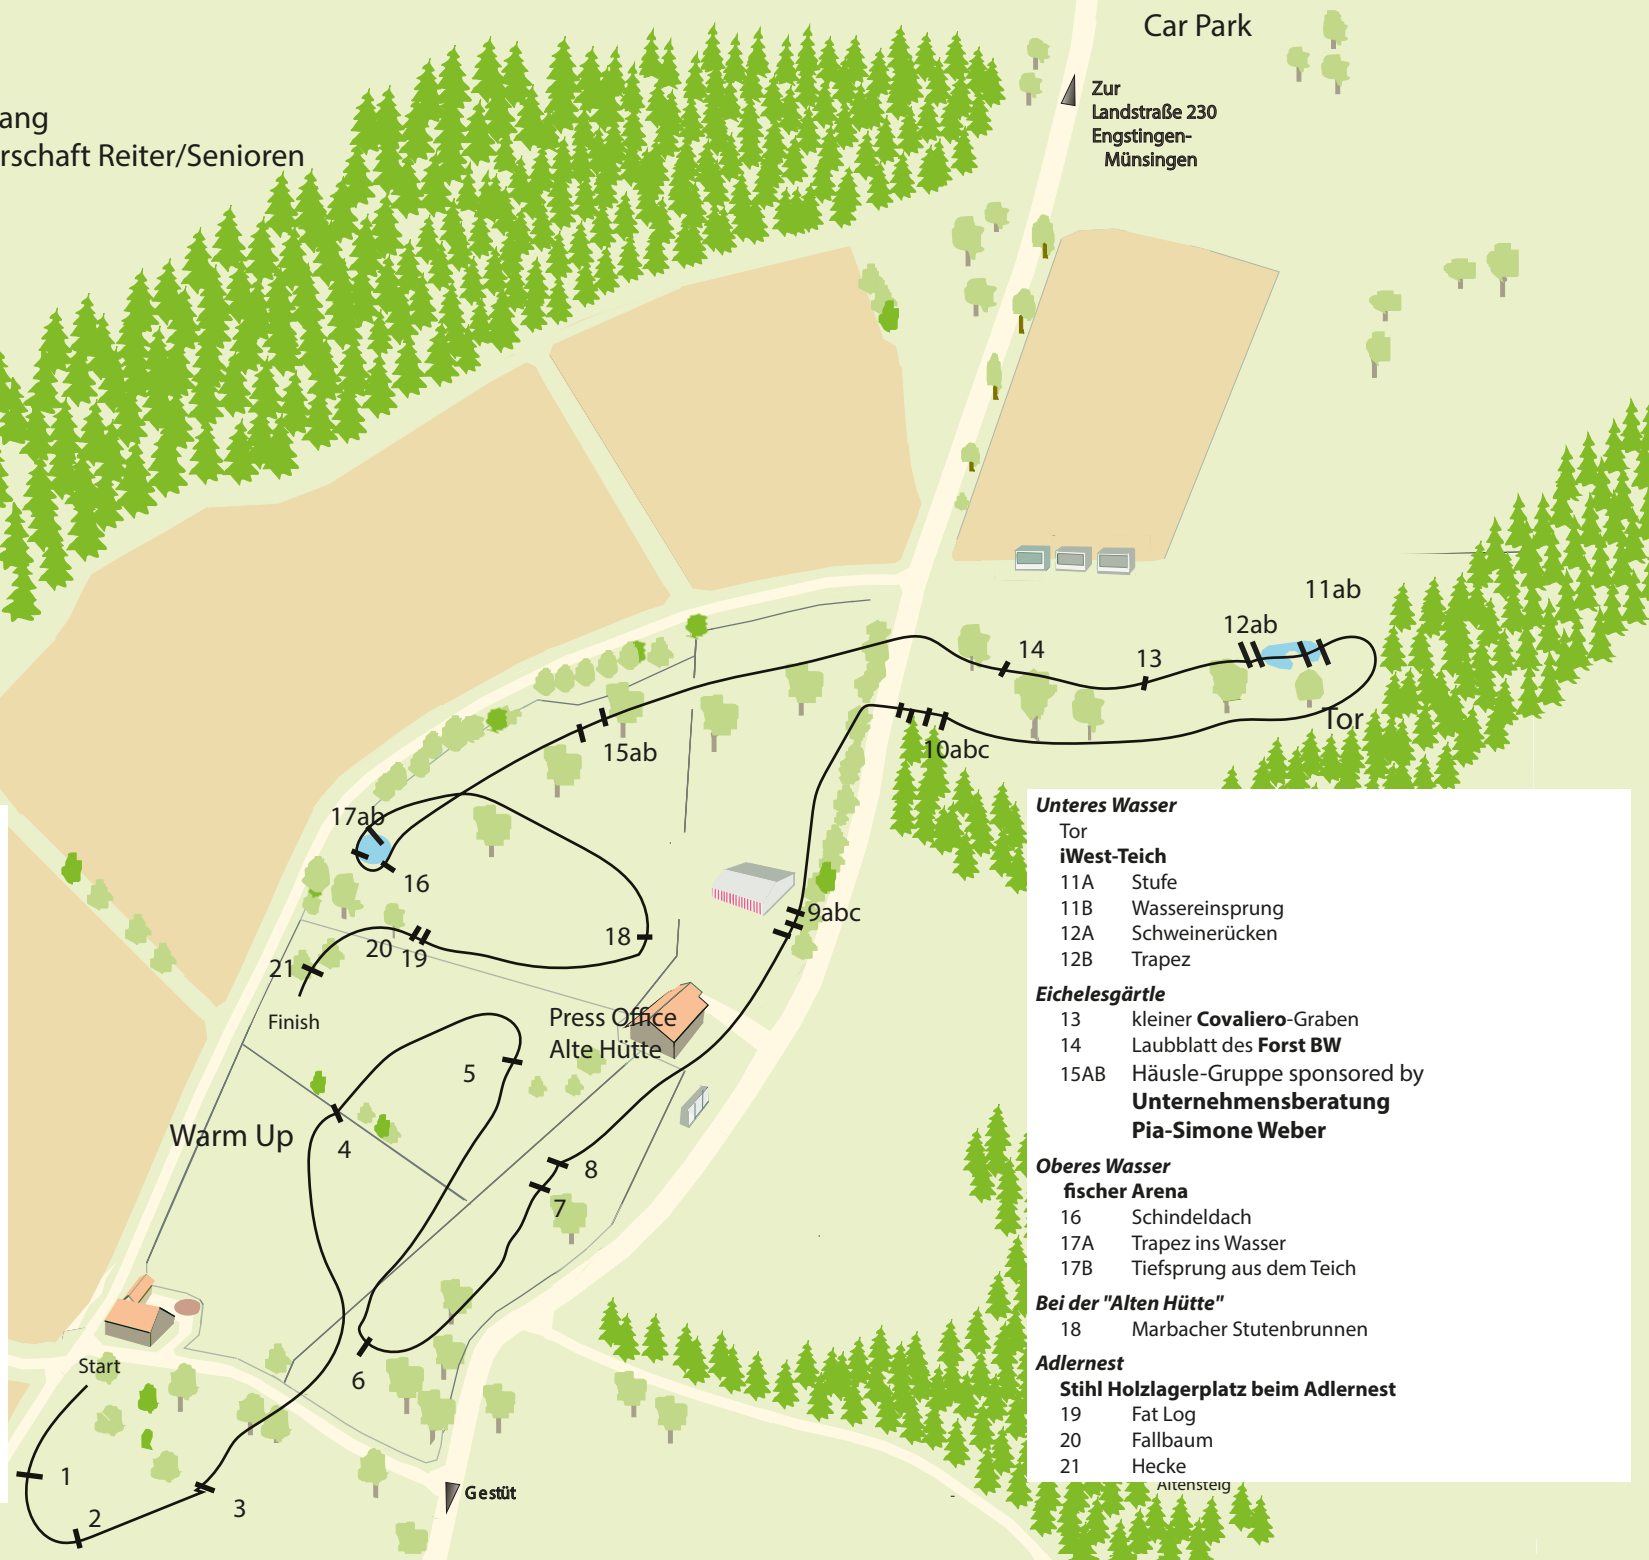 Car Park
Zur
Landstraße 230
Engstingen-
Münsingen
ang
rschaft Reiter/Senioren
11ab
12ab
14
13
Tor
10abc
15ab
17ab
16
9abc
18
20
19
21
Finish
Press Office
Alte Hütte
5
4
Warm Up
8
7
6
Start
1
2
3
Gestüt
Unteres Wasser
Tor
iWest-Teich
11A Stufe
11B Wassereinsprung
12A Schweinerücken
12B Trapez
Eichelesgärtle
13 kleiner Covaliero-Graben
14 Laubblatt des Forst BW
15AB Häusle-Gruppe sponsored by
Unternehmensberatung
Pia-Simone Weber
Oberes Wasser
fischer Arena
16 Schindeldach
17A Trapez ins Wasser
17B Tiefsprung aus dem Teich
Bei der "Alten Hütte"
18 Marbacher Stutenbrunnen
Adlernest
Stihl Holzlagerplatz beim Adlernest
19 Fat Log
20 Fallbaum
21 Hecke
Altensteig